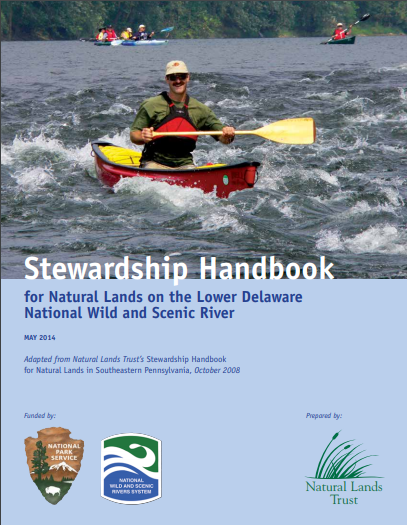 Stewardship Handbook
for Natural Lands on the Lower Delaware
National Wild and Scenic River
MAY 2014
Adapted from Natural Lands Trust's Stewardship Handbook
for Natural Lands in Southeastern Pennsylvania, October 2008
Funded by:
Prepared by:
NATIONAL
PARK
SERVICE
NATIONAL
WILD AND SCENIC
RIVERS SYSTEM
Natural Lands
Trust